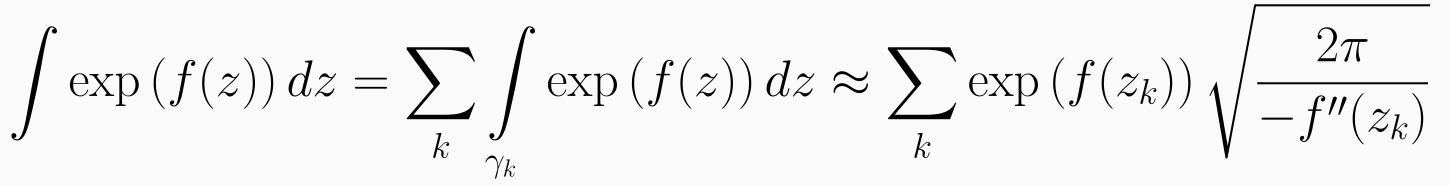 ∫ exp (f(z)) dz = ∑_k ∫_{γ_k} exp (f(z)) dz ≈ ∑_k exp (f(z_k)) √(2π / −f″(z_k))